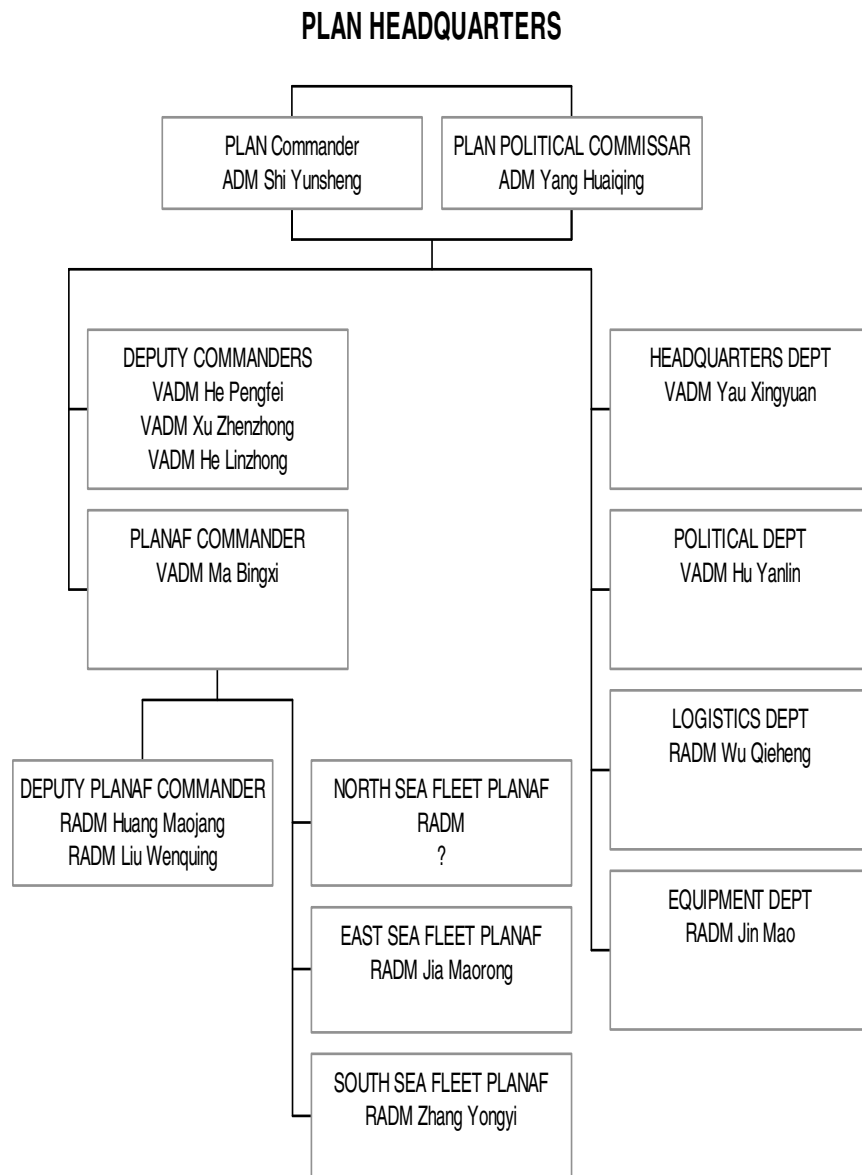 PLAN HEADQUARTERS
PLAN Commander
ADM Shi Yunsheng
PLAN POLITICAL COMMISSAR
ADM Yang Huaiqing
DEPUTY COMMANDERS
VADM He Pengfei
VADM Xu Zhenzhong
VADM He Linzhong
HEADQUARTERS DEPT
VADM Yau Xingyuan
PLANAF COMMANDER
VADM Ma Bingxi
POLITICAL DEPT
VADM Hu Yanlin
LOGISTICS DEPT
RADM Wu Qieheng
DEPUTY PLANAF COMMANDER
RADM Huang Maojang
RADM Liu Wenquing
NORTH SEA FLEET PLANAF
RADM
?
EQUIPMENT DEPT
RADM Jin Mao
EAST SEA FLEET PLANAF
RADM Jia Maorong
SOUTH SEA FLEET PLANAF
RADM Zhang Yongyi